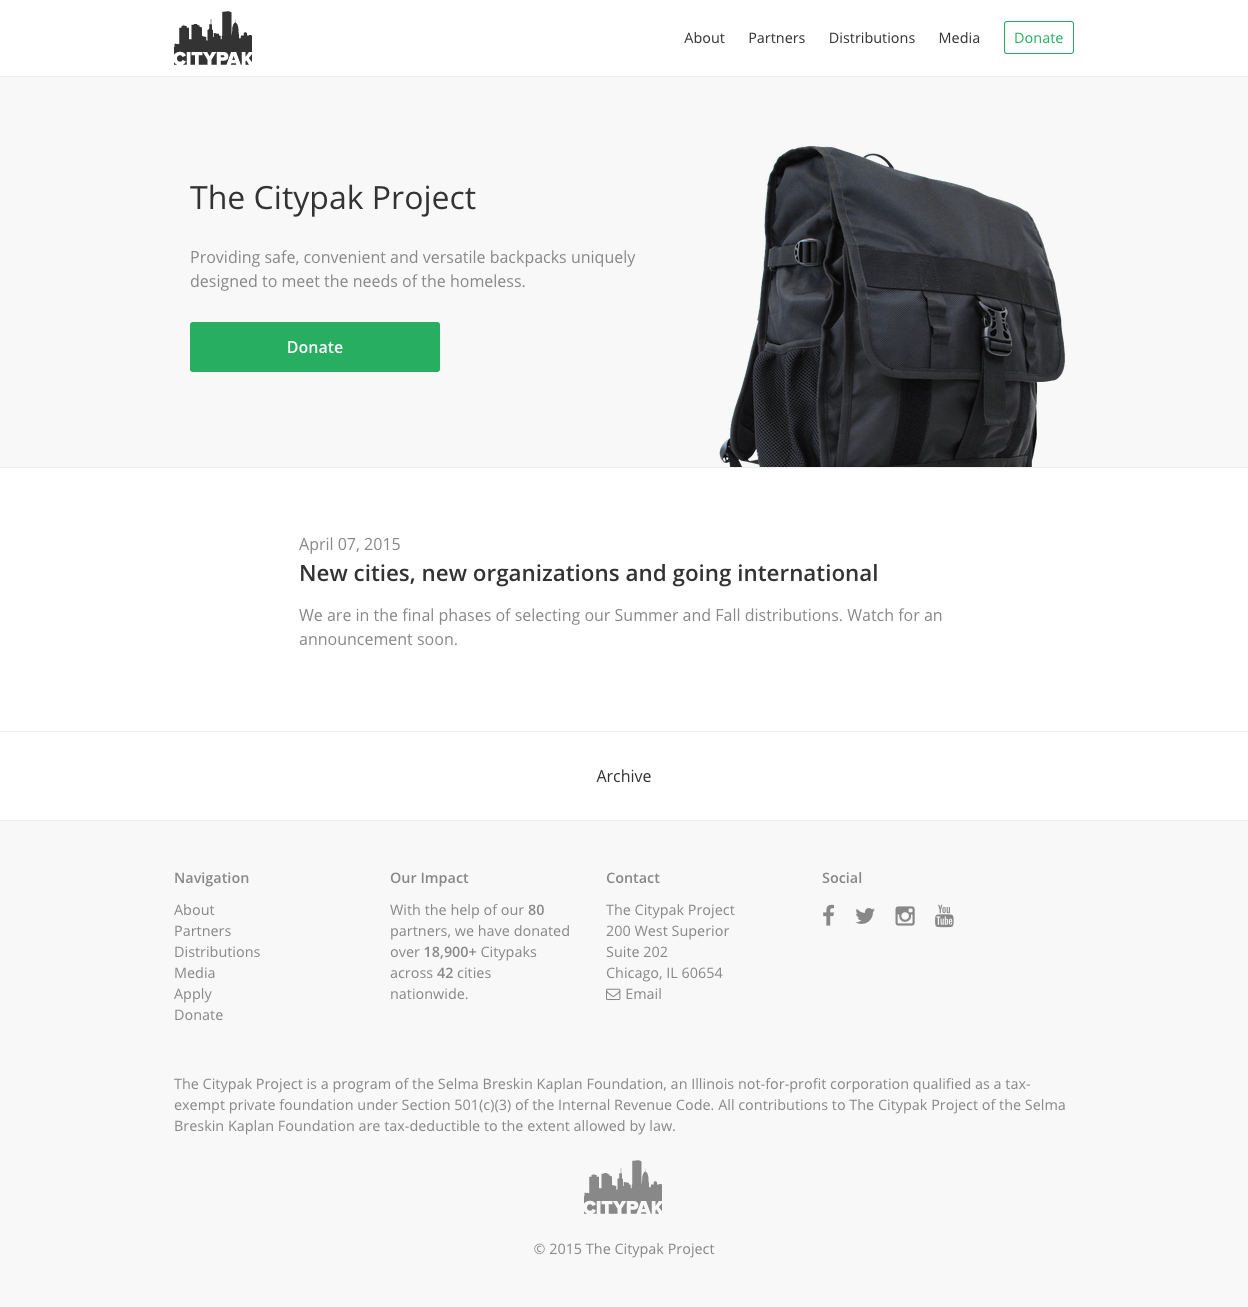 CITYPAK
About Partners Distributions Media Donate
The Citypak Project
Providing safe, convenient and versatile backpacks uniquely
designed to meet the needs of the homeless.
Donate
April 07, 2015
New cities, new organizations and going international
We are in the final phases of selecting our Summer and Fall distributions. Watch for an
announcement soon.
Archive
Navigation
About
Partners
Distributions
Media
Apply
Donate
Our Impact
With the help of our 80
partners, we have donated
over 18,900+ Citypaks
across 42 cities
nationwide.
Contact
The Citypak Project
200 West Superior
Suite 202
Chicago, IL 60654
Email
Social
You
Tube
The Citypak Project is a program of the Selma Breskin Kaplan Foundation, an Illinois not-for-profit corporation qualified as a tax-
exempt private foundation under Section 501(c)(3) of the Internal Revenue Code. All contributions to The Citypak Project of the Selma
Breskin Kaplan Foundation are tax-deductible to the extent allowed by law.
CITYPAK
© 2015 The Citypak Project